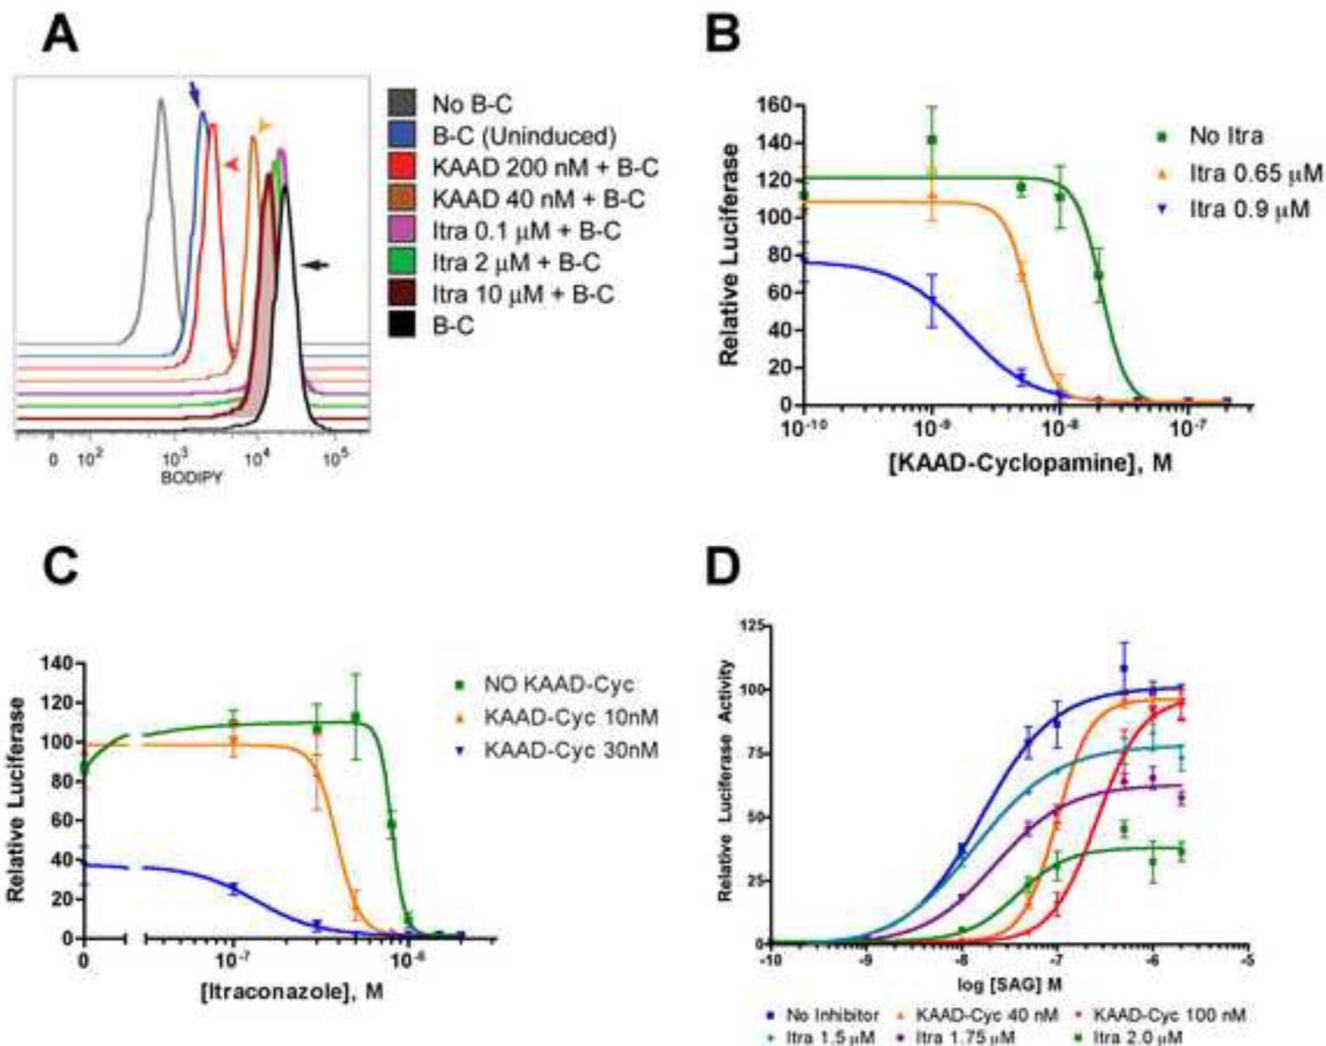 A
No B-C
B-C (Uninduced)
KAAD 200 nM + B-C
KAAD 40 nM + B-C
Itra 0.1 μM + B-C
Itra 2 μM + B-C
Itra 10 μM + B-C
B-C
0 10² 10³ 10⁴ 10⁵
BODIPY
B
Relative Luciferase
160
140
120
100
80
60
40
20
0
10⁻¹⁰ 10⁻⁹ 10⁻⁸ 10⁻⁷
[KAAD-Cyclopamine], M
No Itra
Itra 0.65 μM
Itra 0.9 μM
C
Relative Luciferase
140
120
100
80
60
40
20
0
0 10⁻⁷ 10⁻⁶
[Itraconazole], M
NO KAAD-Cyc
KAAD-Cyc 10nM
KAAD-Cyc 30nM
D
Relative Luciferase Activity
125
100
75
50
25
0
-10 -9 -8 -7 -6 -5
log [SAG] M
No Inhibitor KAAD-Cyc 40 nM KAAD-Cyc 100 nM
Itra 1.5 μM Itra 1.75 μM Itra 2.0 μM